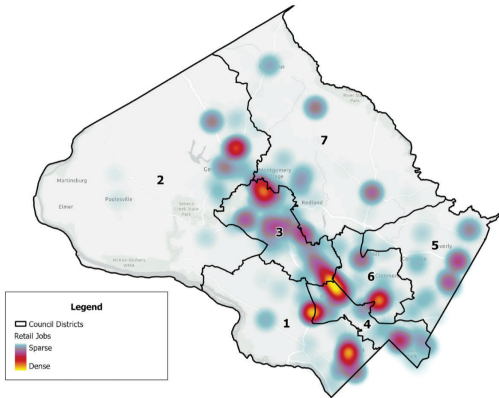 7
2
Martinsburg
Poolesville
Elmer
Redland
3
5
6
1
4
Legend
Council Districts
Retail Jobs
Sparse
Dense